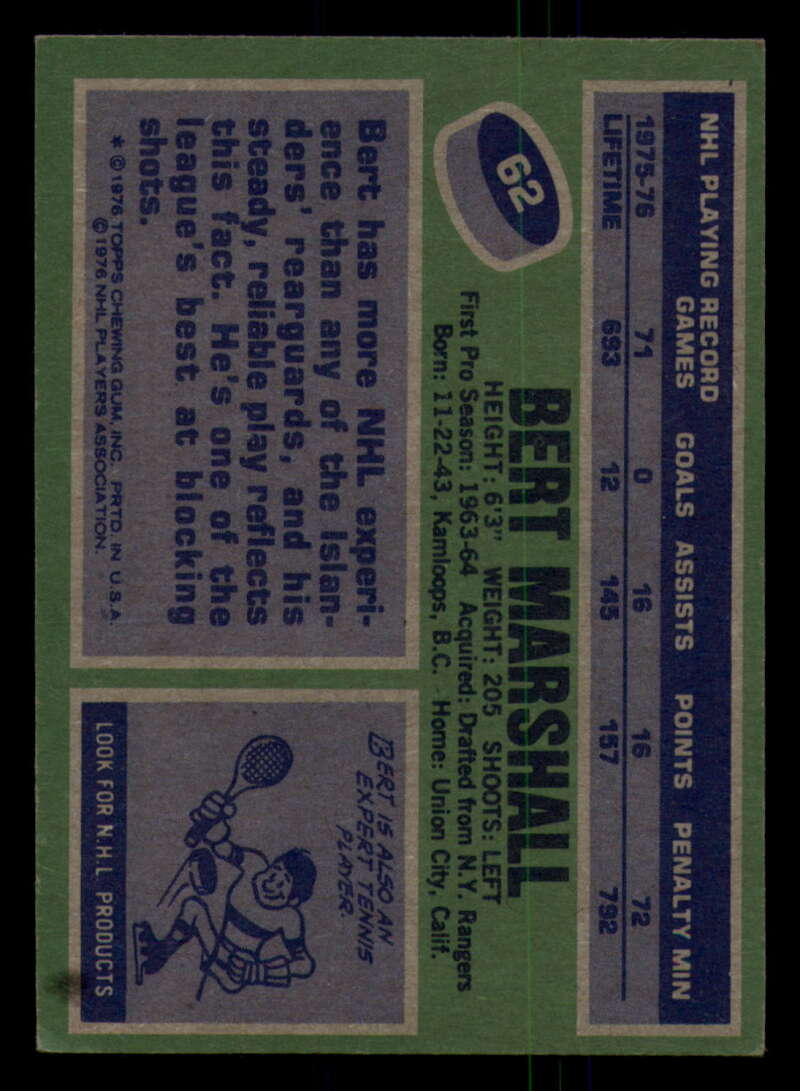 NHL PLAYING RECORD
GAMES GOALS ASSISTS POINTS PENALTY MIN
1975-76 71 0 16 16 72
LIFETIME 693 12 145 157 792
62
BERT MARSHALL
HEIGHT: 6'3" WEIGHT: 205 SHOOTS: LEFT
First Pro Season: 1963-64 Acquired: Drafted from N.Y. Rangers
Born: 11-22-43, Kamloops, B.C. - Home: Union City, Calif.
Bert has more NHL experi-
ence than any of the Islan-
ders' rearguards, and his
steady, reliable play reflects
this fact. He's one of the
league's best at blocking
shots.
* © 1976 TOPPS CHEWING GUM, INC. PRTD. IN U.S.A.
© 1976 NHL PLAYERS ASSOCIATION.
BERT IS ALSO AN
EXPERT TENNIS
PLAYER.
LOOK FOR N.H.L PRODUCTS